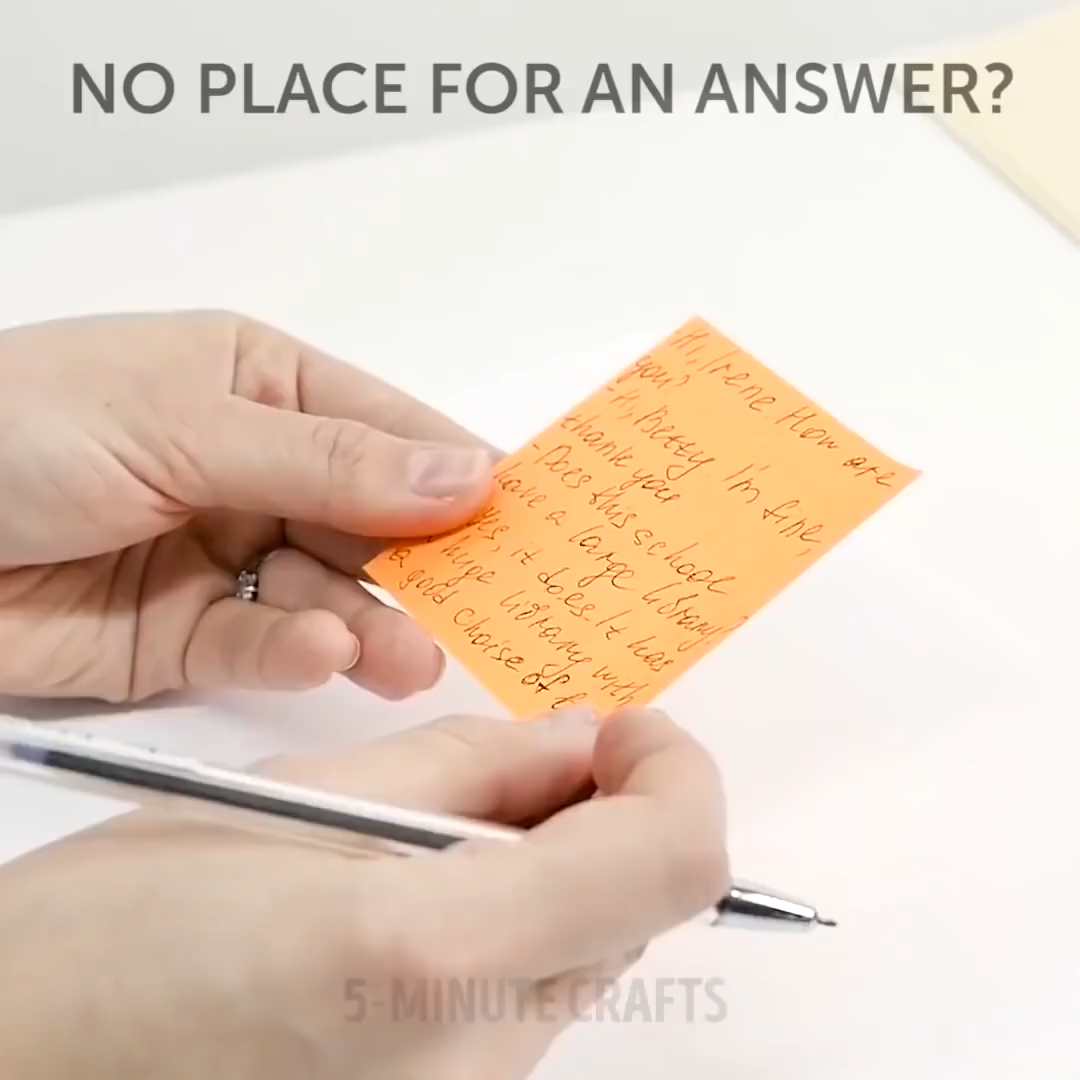 NO PLACE FOR AN ANSWER?
-Hi, Irene How are
you?
-Hi, Betty I'm fine,
thank you
-Does this school
have a large library?
yes, it does. It has
a huge library with
a good choise of
5-MINUTE CRAFTS